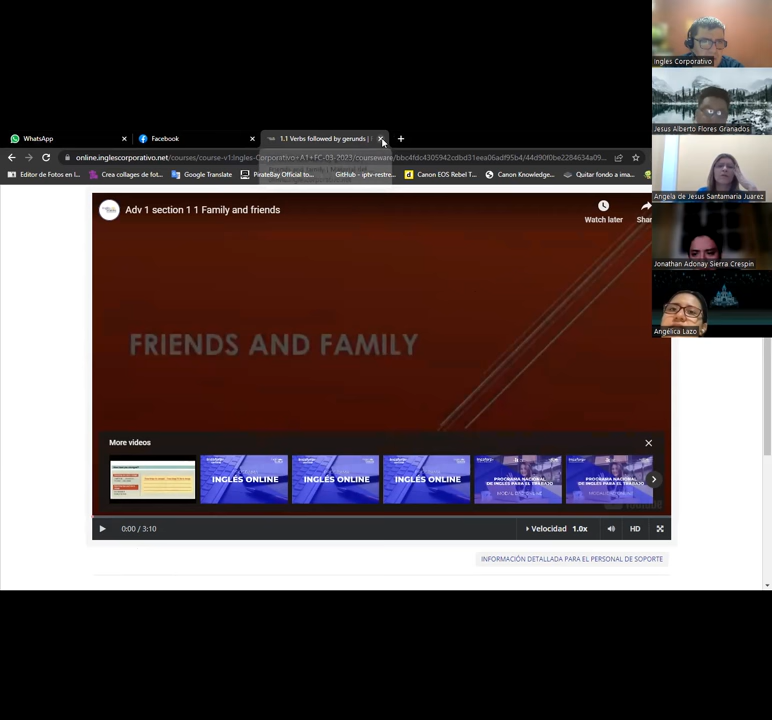 WhatsApp
Facebook
1.1 Verbs followed by gerunds |
online.inglescorporativo.net/courses/course-v1:Ingles-Corporativo+A1+FC-03-2023/courseware/bbc4fdc4305942cdbd31eea06adf95b4/44d90f0be2284634a09...
Editor de Fotos en l...
Crea collages de fot...
Google Translate
PirateBay Official to...
GitHub - iptv-restre...
Canon EOS Rebel T...
Canon Knowledge...
Quitar fondo a ima...
Adv 1 section 1 1 Family and friends
Watch later
Shar
FRIENDS AND FAMILY
More videos
INGLÉS ONLINE
INGLÉS ONLINE
INGLÉS ONLINE
PROGRAMA NACIONAL
DE INGLÉS PARA EL TRABAJO
MODALIDAD ONLINE
PROGRAMA NACIONAL
DE INGLÉS PARA EL TRABAJO
MODALIDAD ONLINE
0:00 / 3:10
Velocidad 1.0x
HD
INFORMACIÓN DETALLADA PARA EL PERSONAL DE SOPORTE
Ingles Corporativo
Jesus Alberto Flores Granados
Angela de Jesus Santamaria Juarez
Jonathan Adonay Sierra Crespin
Angélica Lazo